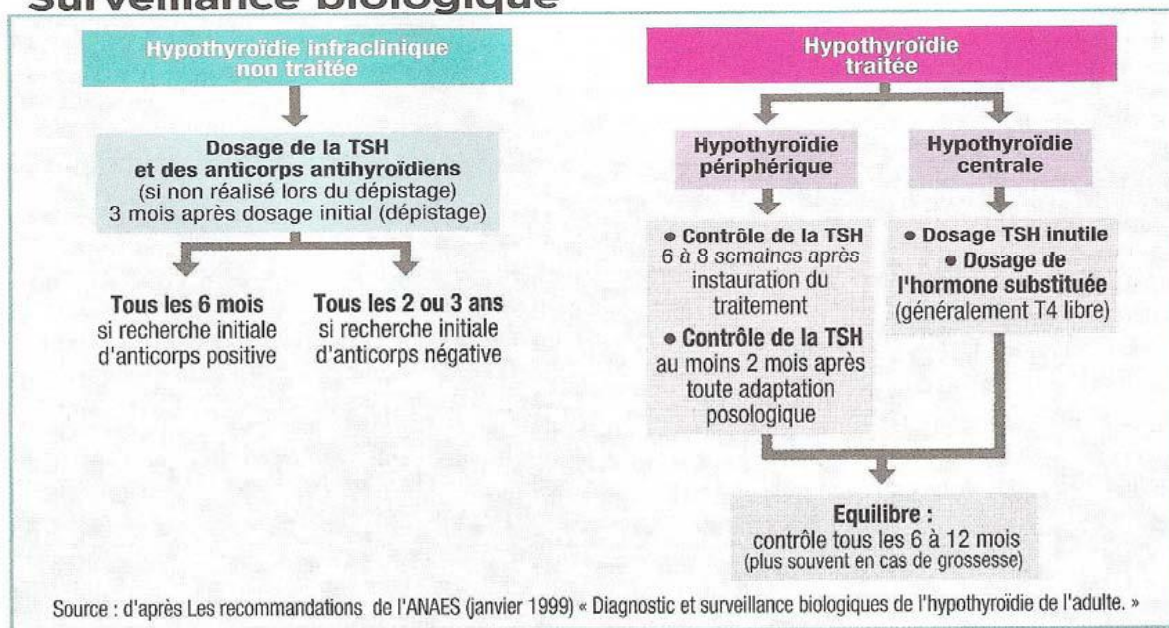 Surveillance biologique
Hypothyroïdie infraclinique
non traitée
Dosage de la TSH
et des anticorps antihyroïdiens
(si non réalisé lors du dépistage)
3 mois après dosage initial (dépistage)
Tous les 6 mois
si recherche initiale
d'anticorps positive
Tous les 2 ou 3 ans
si recherche initiale
d'anticorps négative
Hypothyroïdie
traitée
Hypothyroïdie
périphérique
• Contrôle de la TSH
6 à 8 semaines après
instauration du
traitement
• Contrôle de la TSH
au moins 2 mois après
toute adaptation
posologique
Hypothyroïdie
centrale
• Dosage TSH inutile
• Dosage de
l'hormone substituée
(généralement T4 libre)
Equilibre :
contrôle tous les 6 à 12 mois
(plus souvent en cas de grossesse)
Source : d'après Les recommandations de l'ANAES (janvier 1999) « Diagnostic et surveillance biologiques de l'hypothyroïdie de l'adulte. »